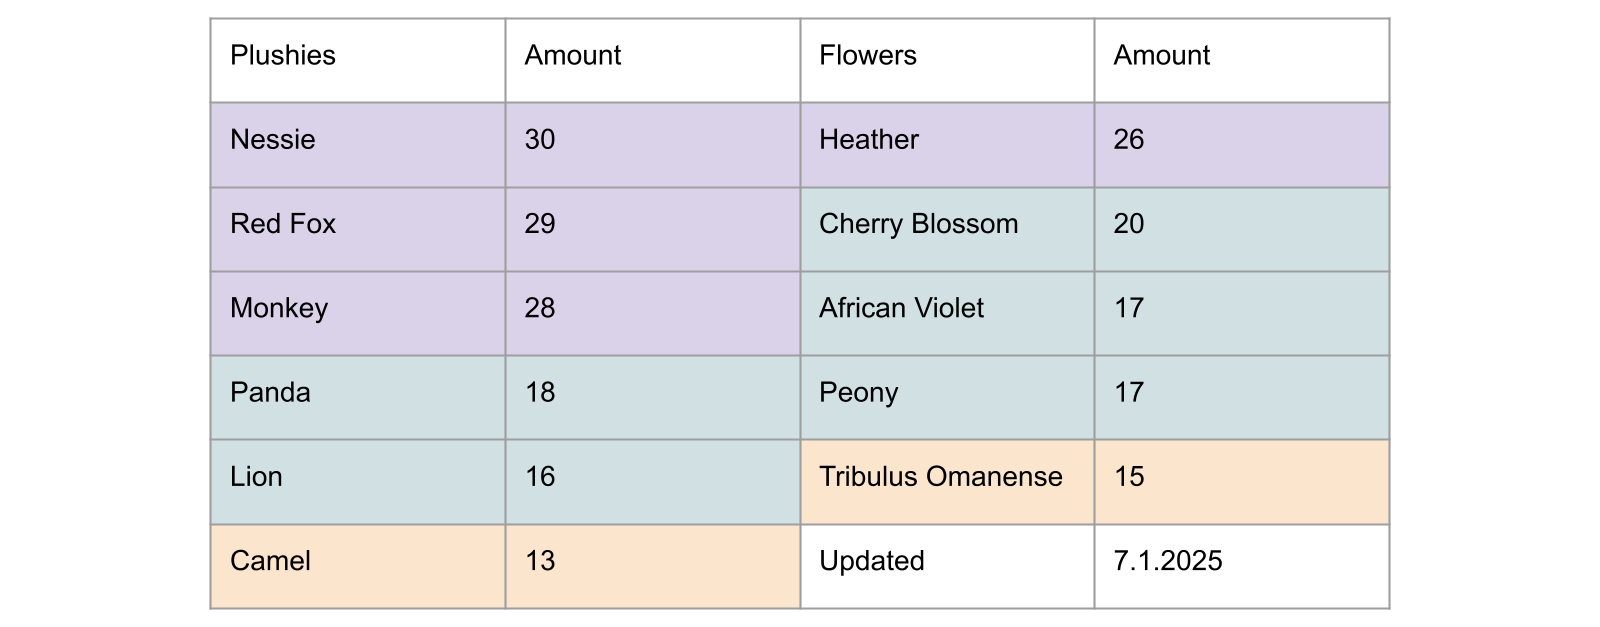 Plushies Amount Flowers Amount
Nessie 30 Heather 26
Red Fox 29 Cherry Blossom 20
Monkey 28 African Violet 17
Panda 18 Peony 17
Lion 16 Tribulus Omanense 15
Camel 13 Updated 7.1.2025